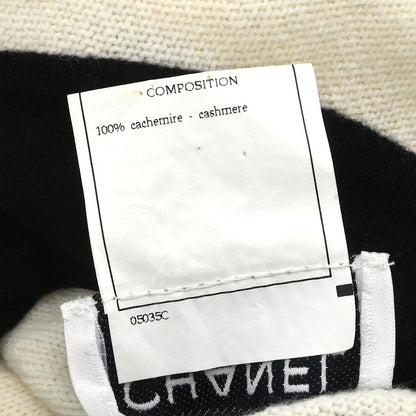 COMPOSITION
100% cachemire - cashmere
05035C
CHANEL